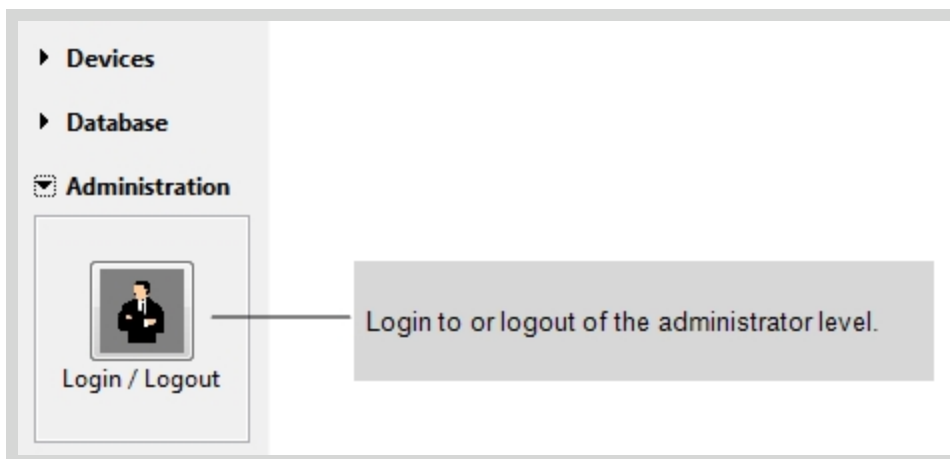 Devices
Database
Administration
Login to or logout of the administrator level.
Login / Logout